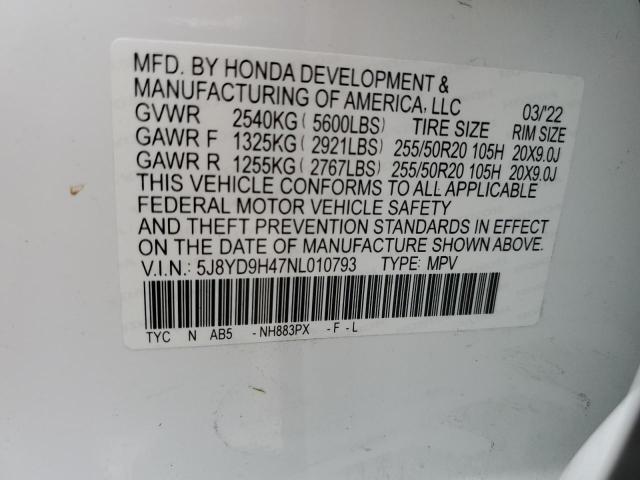 MFD. BY HONDA DEVELOPMENT &
MANUFACTURING OF AMERICA, LLC 03/'22
GVWR 2540KG ( 5600LBS) TIRE SIZE RIM SIZE
GAWR F 1325KG ( 2921LBS) 255/50R20 105H 20X9.0J
GAWR R 1255KG ( 2767LBS) 255/50R20 105H 20X9.0J
THIS VEHICLE CONFORMS TO ALL APPLICABLE
FEDERAL MOTOR VEHICLE SAFETY
AND THEFT PREVENTION STANDARDS IN EFFECT
ON THE DATE OF MANUFACTURE SHOWN ABOVE.
V.I.N.: 5J8YD9H47NL010793 TYPE: MPV
TYC N AB5 -NH883PX -F-L